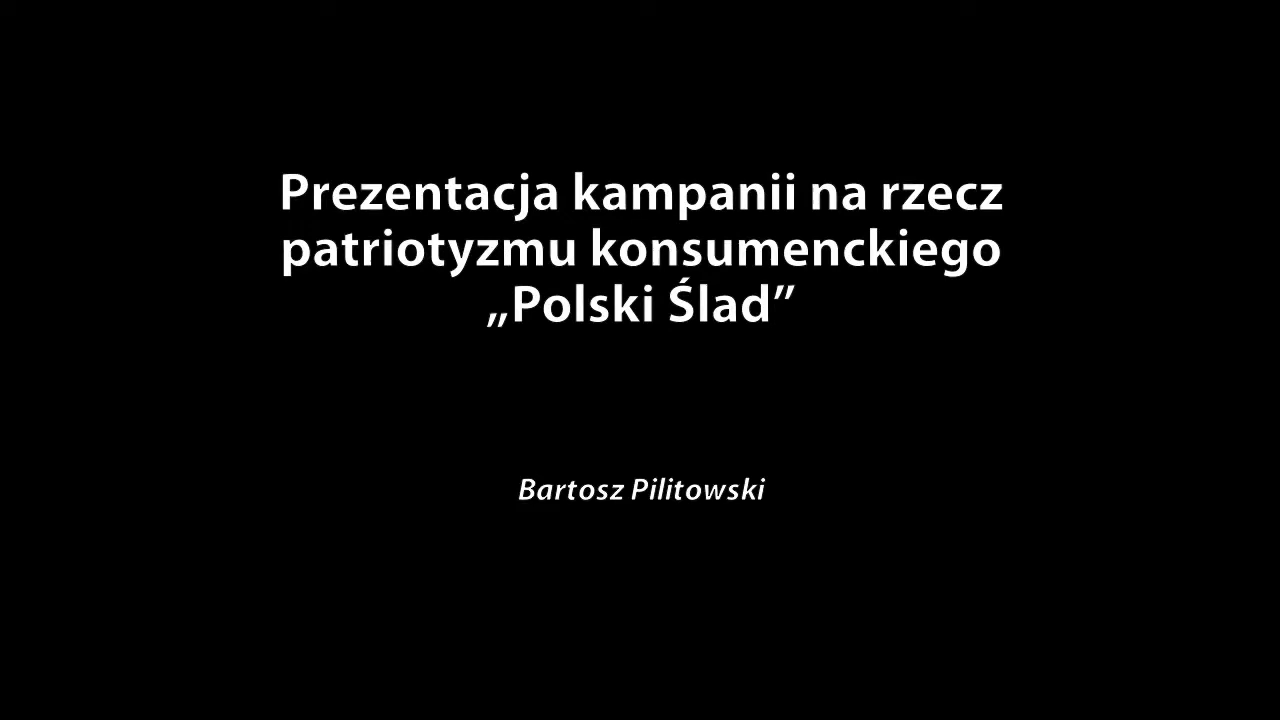 Prezentacja kampanii na rzecz
patriotyzmu konsumenckiego
„Polski Ślad”
Bartosz Pilitowski